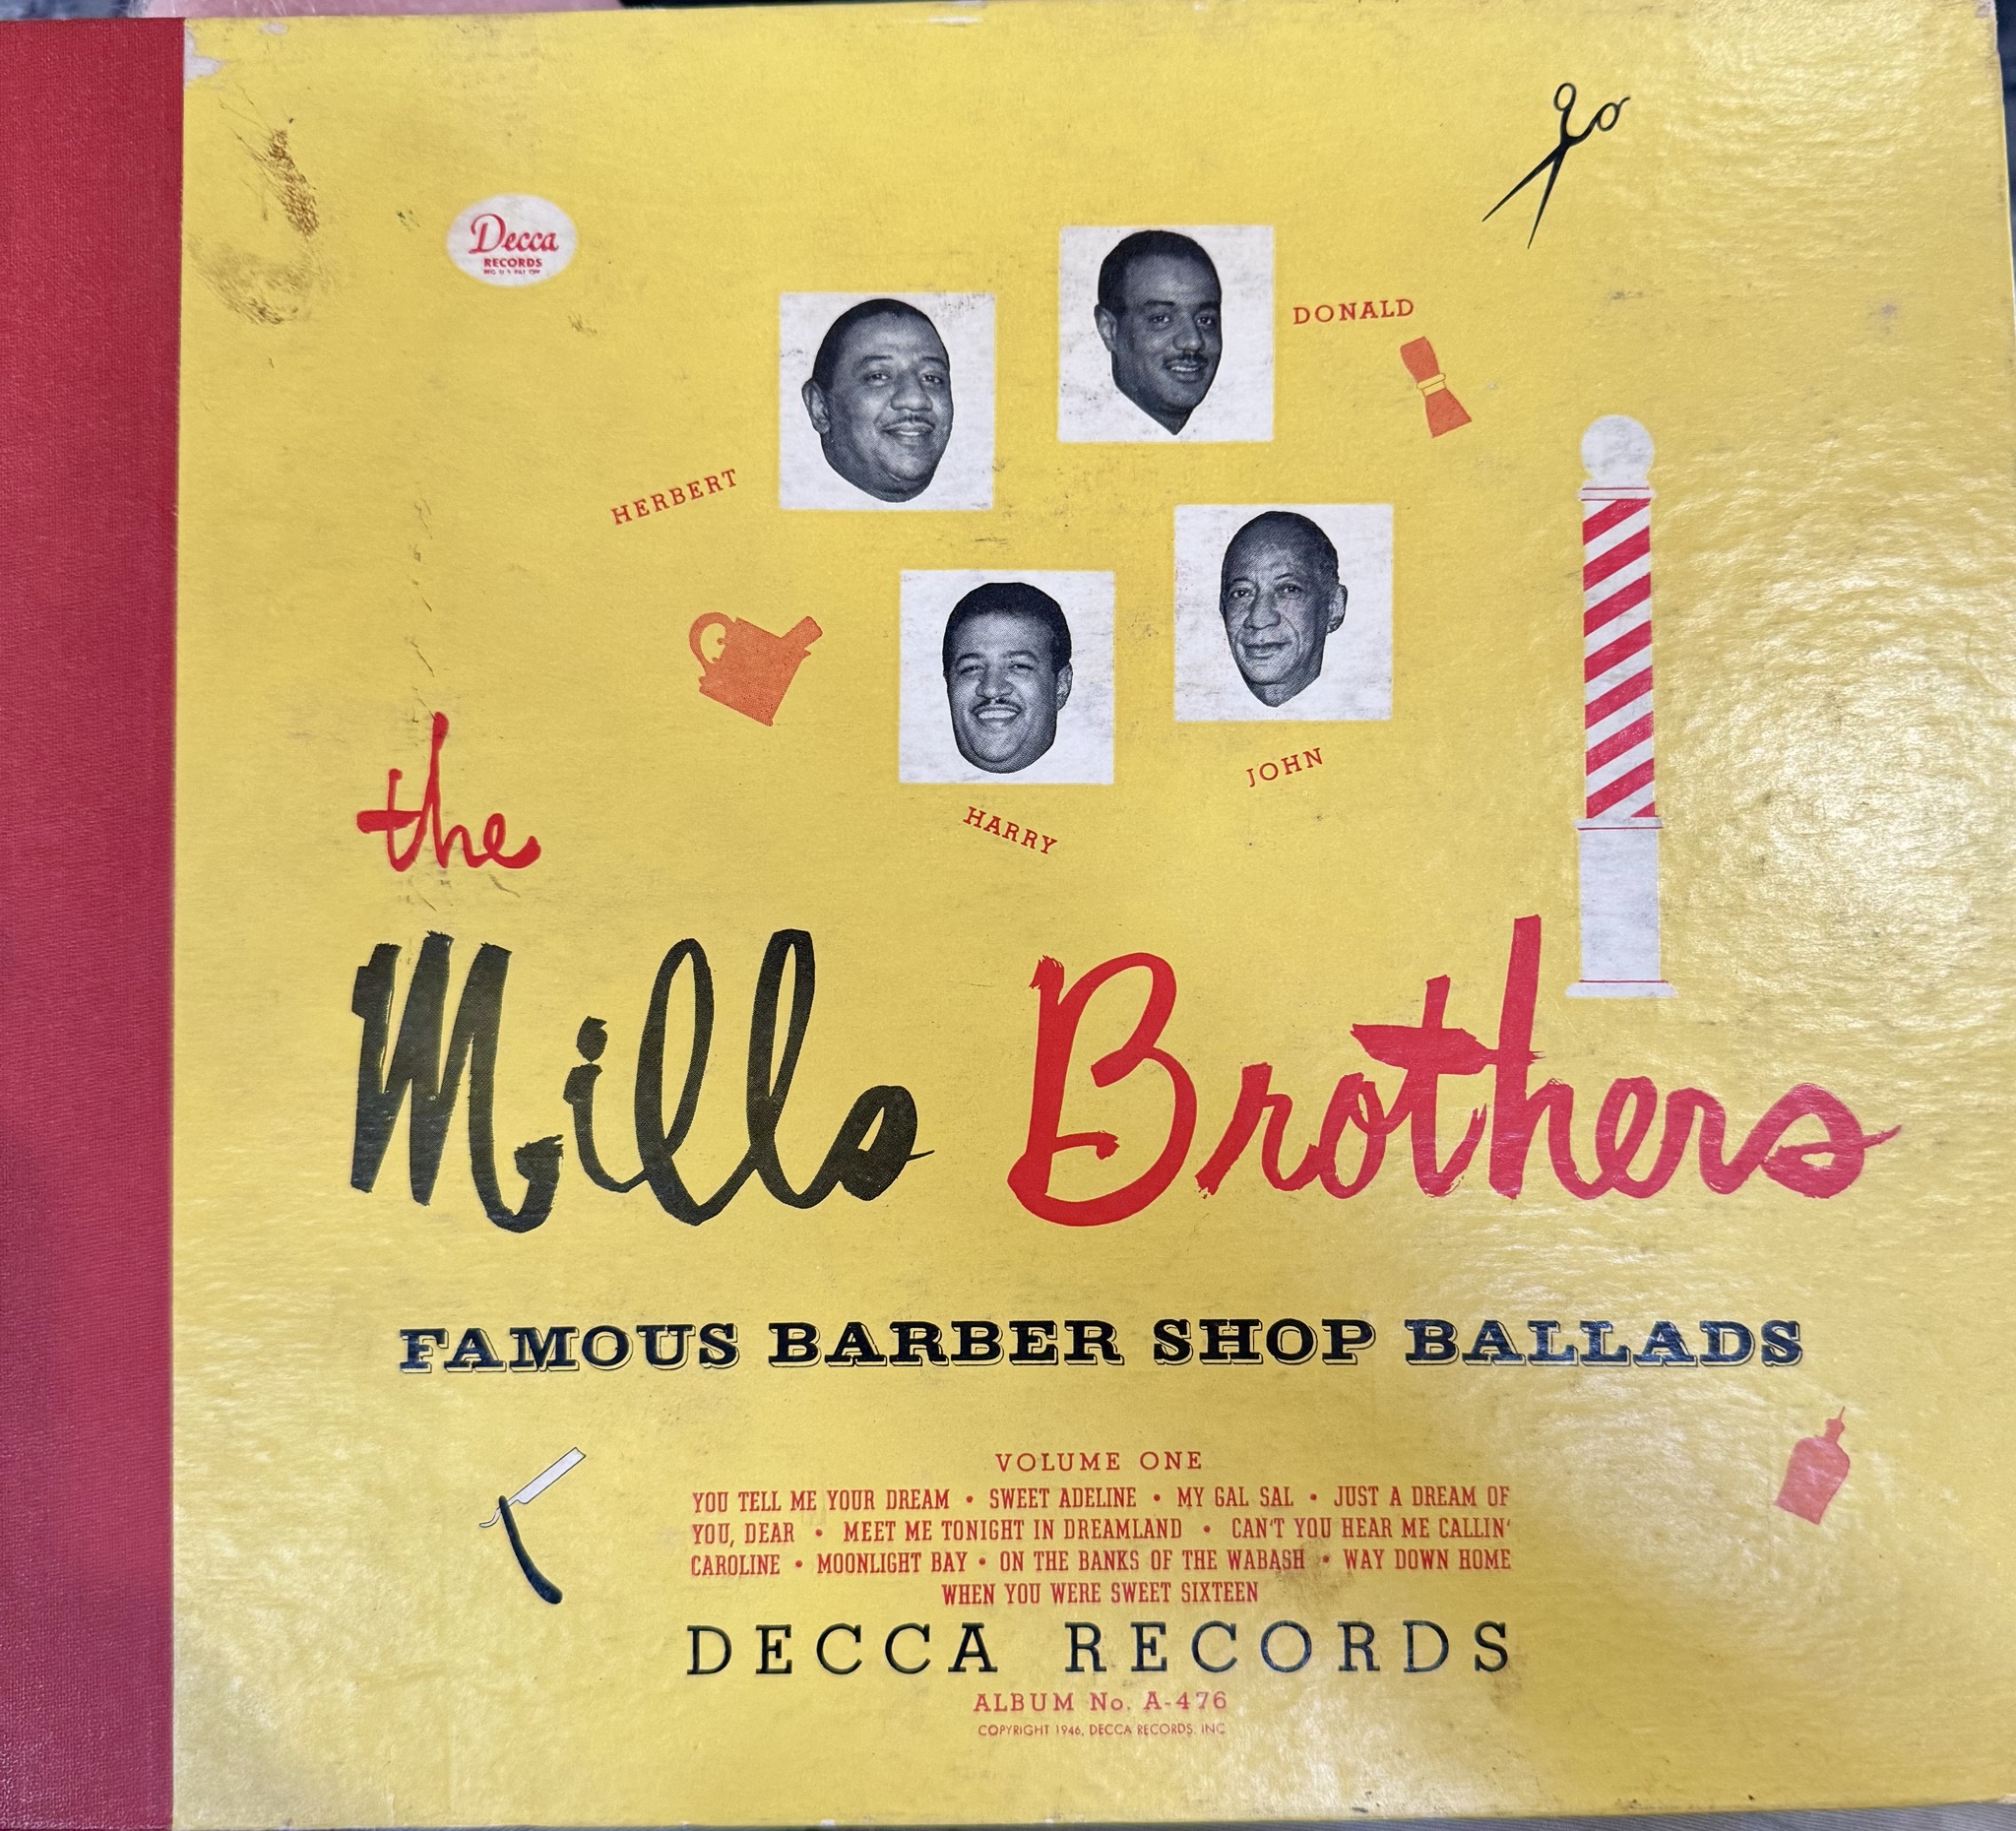 Decca
RECORDS
REG. U. S. PAT. OFF.
DONALD
HERBERT
JOHN
HARRY
the
Mills Brothers
FAMOUS BARBER SHOP BALLADS
VOLUME ONE
YOU TELL ME YOUR DREAM • SWEET ADELINE • MY GAL SAL • JUST A DREAM OF
YOU, DEAR • MEET ME TONIGHT IN DREAMLAND • CAN'T YOU HEAR ME CALLIN'
CAROLINE • MOONLIGHT BAY • ON THE BANKS OF THE WABASH • WAY DOWN HOME
WHEN YOU WERE SWEET SIXTEEN
DECCA RECORDS
ALBUM No. A-476
COPYRIGHT 1946, DECCA RECORDS, INC.